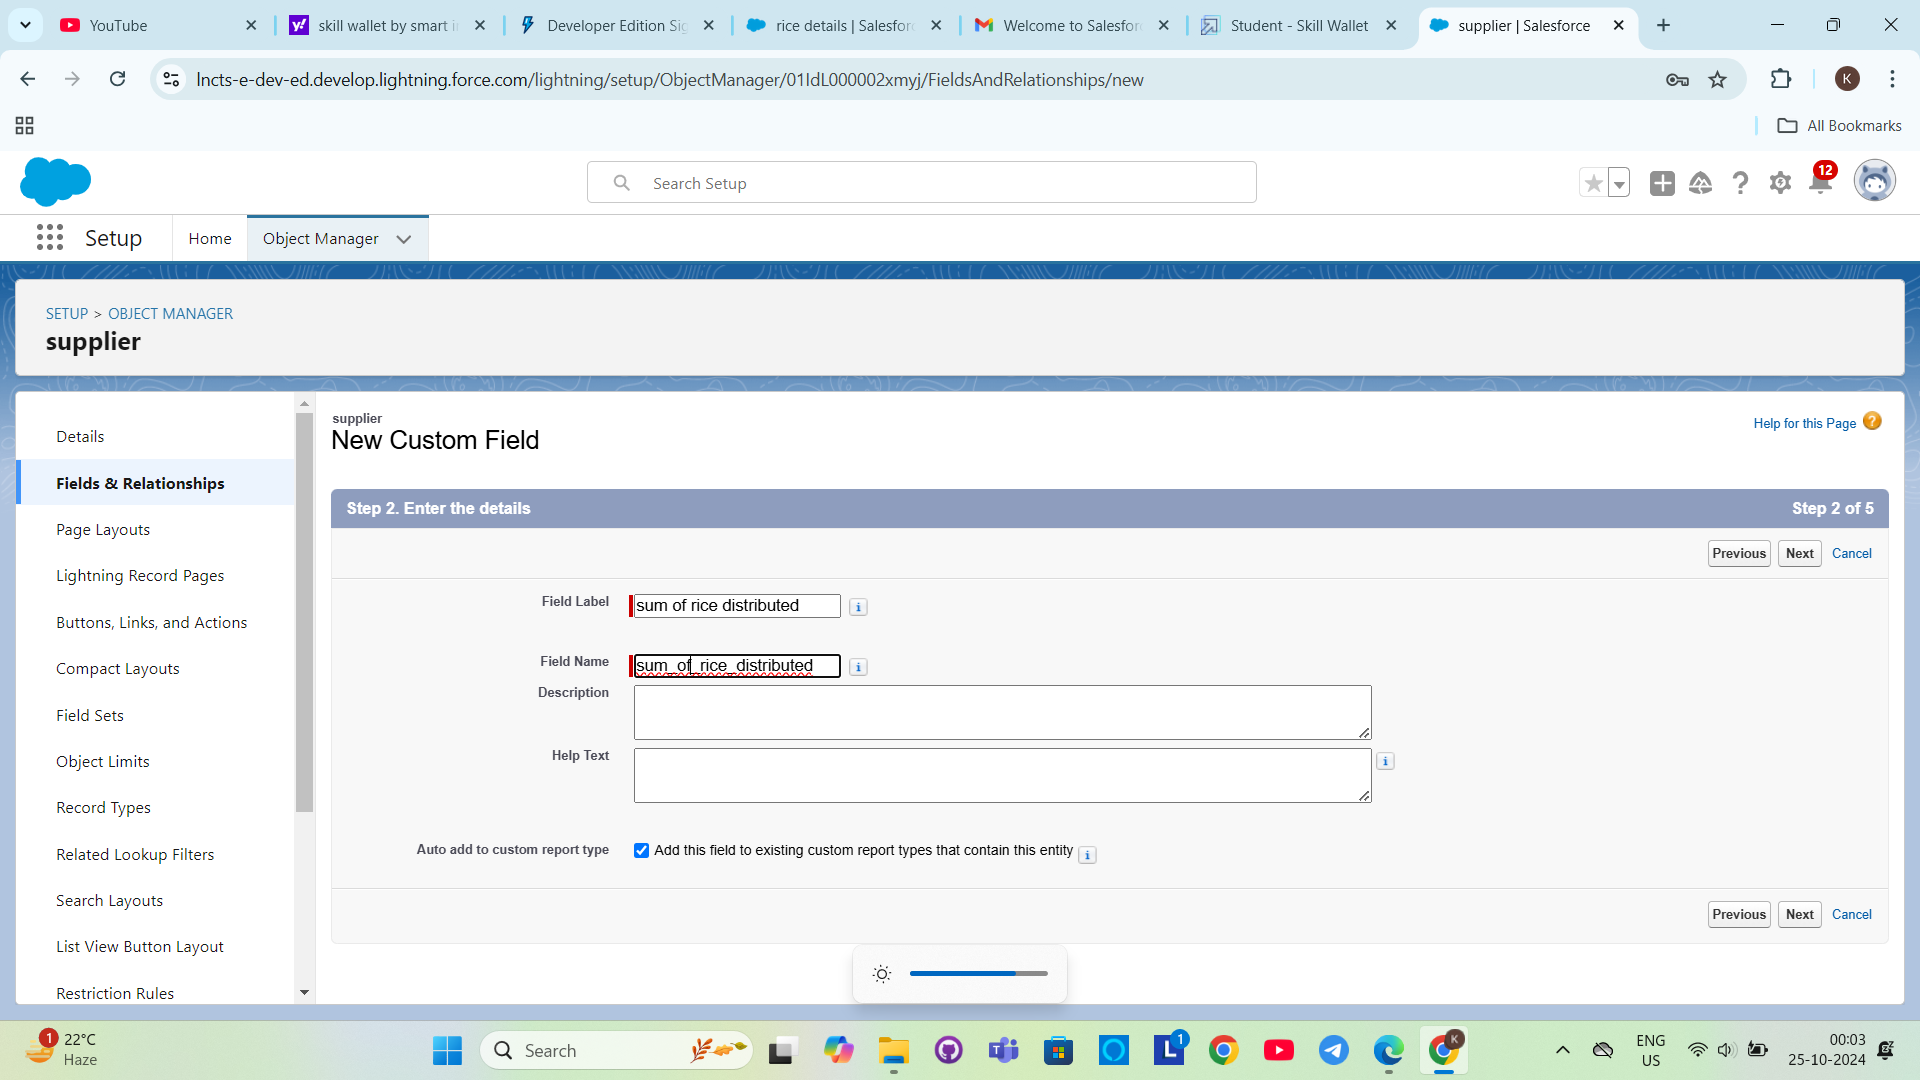 YouTube
skill wallet by smart i
Developer Edition Sig
rice details | Salesforc
Welcome to Salesfor
Student - Skill Wallet
supplier | Salesforce
lncts-e-dev-ed.develop.lightning.force.com/lightning/setup/ObjectManager/01IdL000002xmyj/FieldsAndRelationships/new
K
All Bookmarks
Search Setup
12
Setup
Home
Object Manager
SETUP > OBJECT MANAGER
supplier
Details
Fields & Relationships
Page Layouts
Lightning Record Pages
Buttons, Links, and Actions
Compact Layouts
Field Sets
Object Limits
Record Types
Related Lookup Filters
Search Layouts
List View Button Layout
Restriction Rules
supplier
New Custom Field
Help for this Page
Step 2. Enter the details
Step 2 of 5
Previous Next Cancel
Field Label sum of rice distributed
Field Name sum_of_rice_distributed
Description
Help Text
Auto add to custom report type Add this field to existing custom report types that contain this entity
Previous Next Cancel
1 22°C
Haze
Search
1
K
ENG
US
00:03
25-10-2024